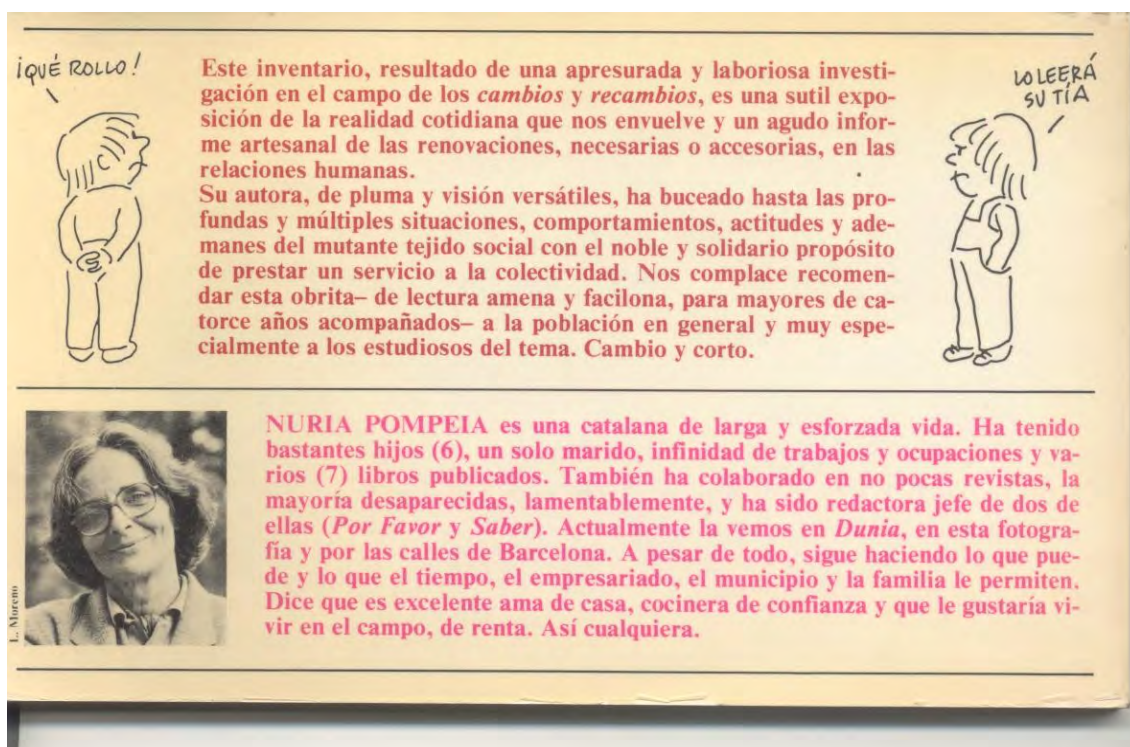 ¡QUÉ ROLLO!
Este inventario, resultado de una apresurada y laboriosa investi-
gación en el campo de los cambios y recambios, es una sutil expo-
sición de la realidad cotidiana que nos envuelve y un agudo infor-
me artesanal de las renovaciones, necesarias o accesorias, en las
relaciones humanas.
Su autora, de pluma y visión versátiles, ha buceado hasta las pro-
fundas y múltiples situaciones, comportamientos, actitudes y ade-
manes del mutante tejido social con el noble y solidario propósito
de prestar un servicio a la colectividad. Nos complace recomen-
dar esta obrita– de lectura amena y facilona, para mayores de ca-
torce años acompañados– a la población en general y muy espe-
cialmente a los estudiosos del tema. Cambio y corto.
LO LEERÁ
SU TÍA
L. Moreno
NURIA POMPEIA es una catalana de larga y esforzada vida. Ha tenido
bastantes hijos (6), un solo marido, infinidad de trabajos y ocupaciones y va-
rios (7) libros publicados. También ha colaborado en no pocas revistas, la
mayoría desaparecidas, lamentablemente, y ha sido redactora jefe de dos de
ellas (Por Favor y Saber). Actualmente la vemos en Dunia, en esta fotogra-
fía y por las calles de Barcelona. A pesar de todo, sigue haciendo lo que pue-
de y lo que el tiempo, el empresariado, el municipio y la familia le permiten.
Dice que es excelente ama de casa, cocinera de confianza y que le gustaría vi-
vir en el campo, de renta. Así cualquiera.